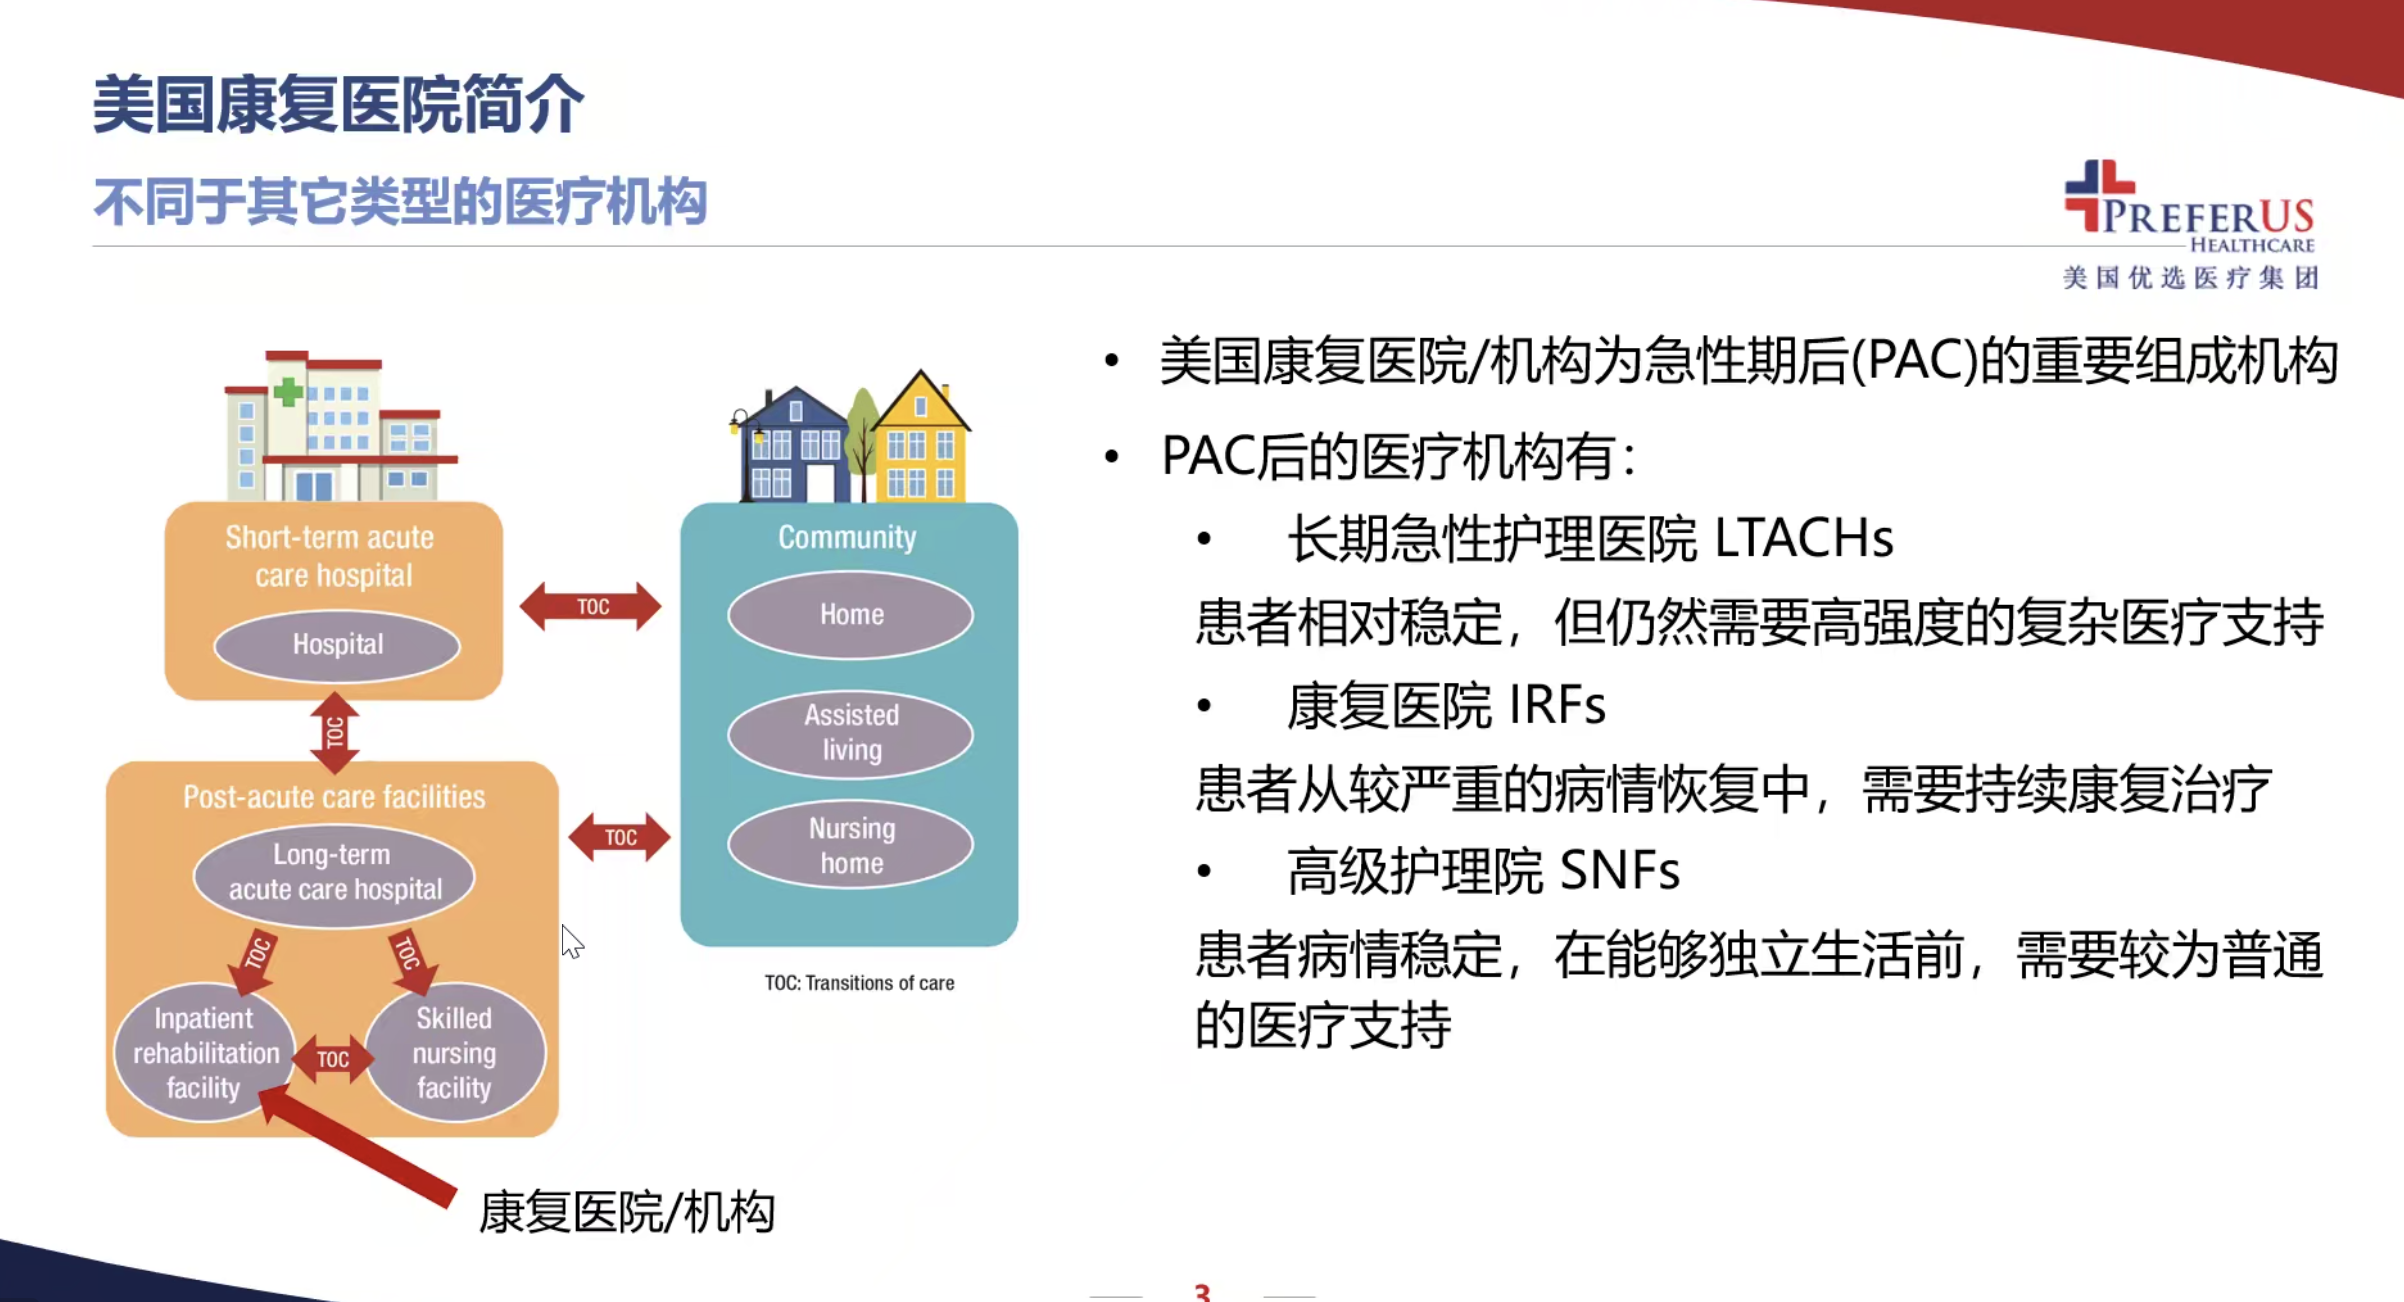 美国康复医院简介
不同于其它类型的医疗机构
PREFERUS
HEALTHCARE
美国优选医疗集团
Short-term acute
care hospital
Hospital
TOC
Community
Home
Assisted
living
Nursing
home
TOC
Post-acute care facilities
Long-term
acute care hospital
TOC
TOC
TOC
Inpatient
rehabilitation
facility
TOC
Skilled
nursing
facility
TOC: Transitions of care
康复医院/机构
• 美国康复医院/机构为急性期后(PAC)的重要组成机构
• PAC后的医疗机构有：
• 长期急性护理医院 LTACHs
患者相对稳定，但仍然需要高强度的复杂医疗支持
• 康复医院 IRFs
患者从较严重的病情恢复中，需要持续康复治疗
• 高级护理院 SNFs
患者病情稳定，在能够独立生活前，需要较为普通
的医疗支持
3